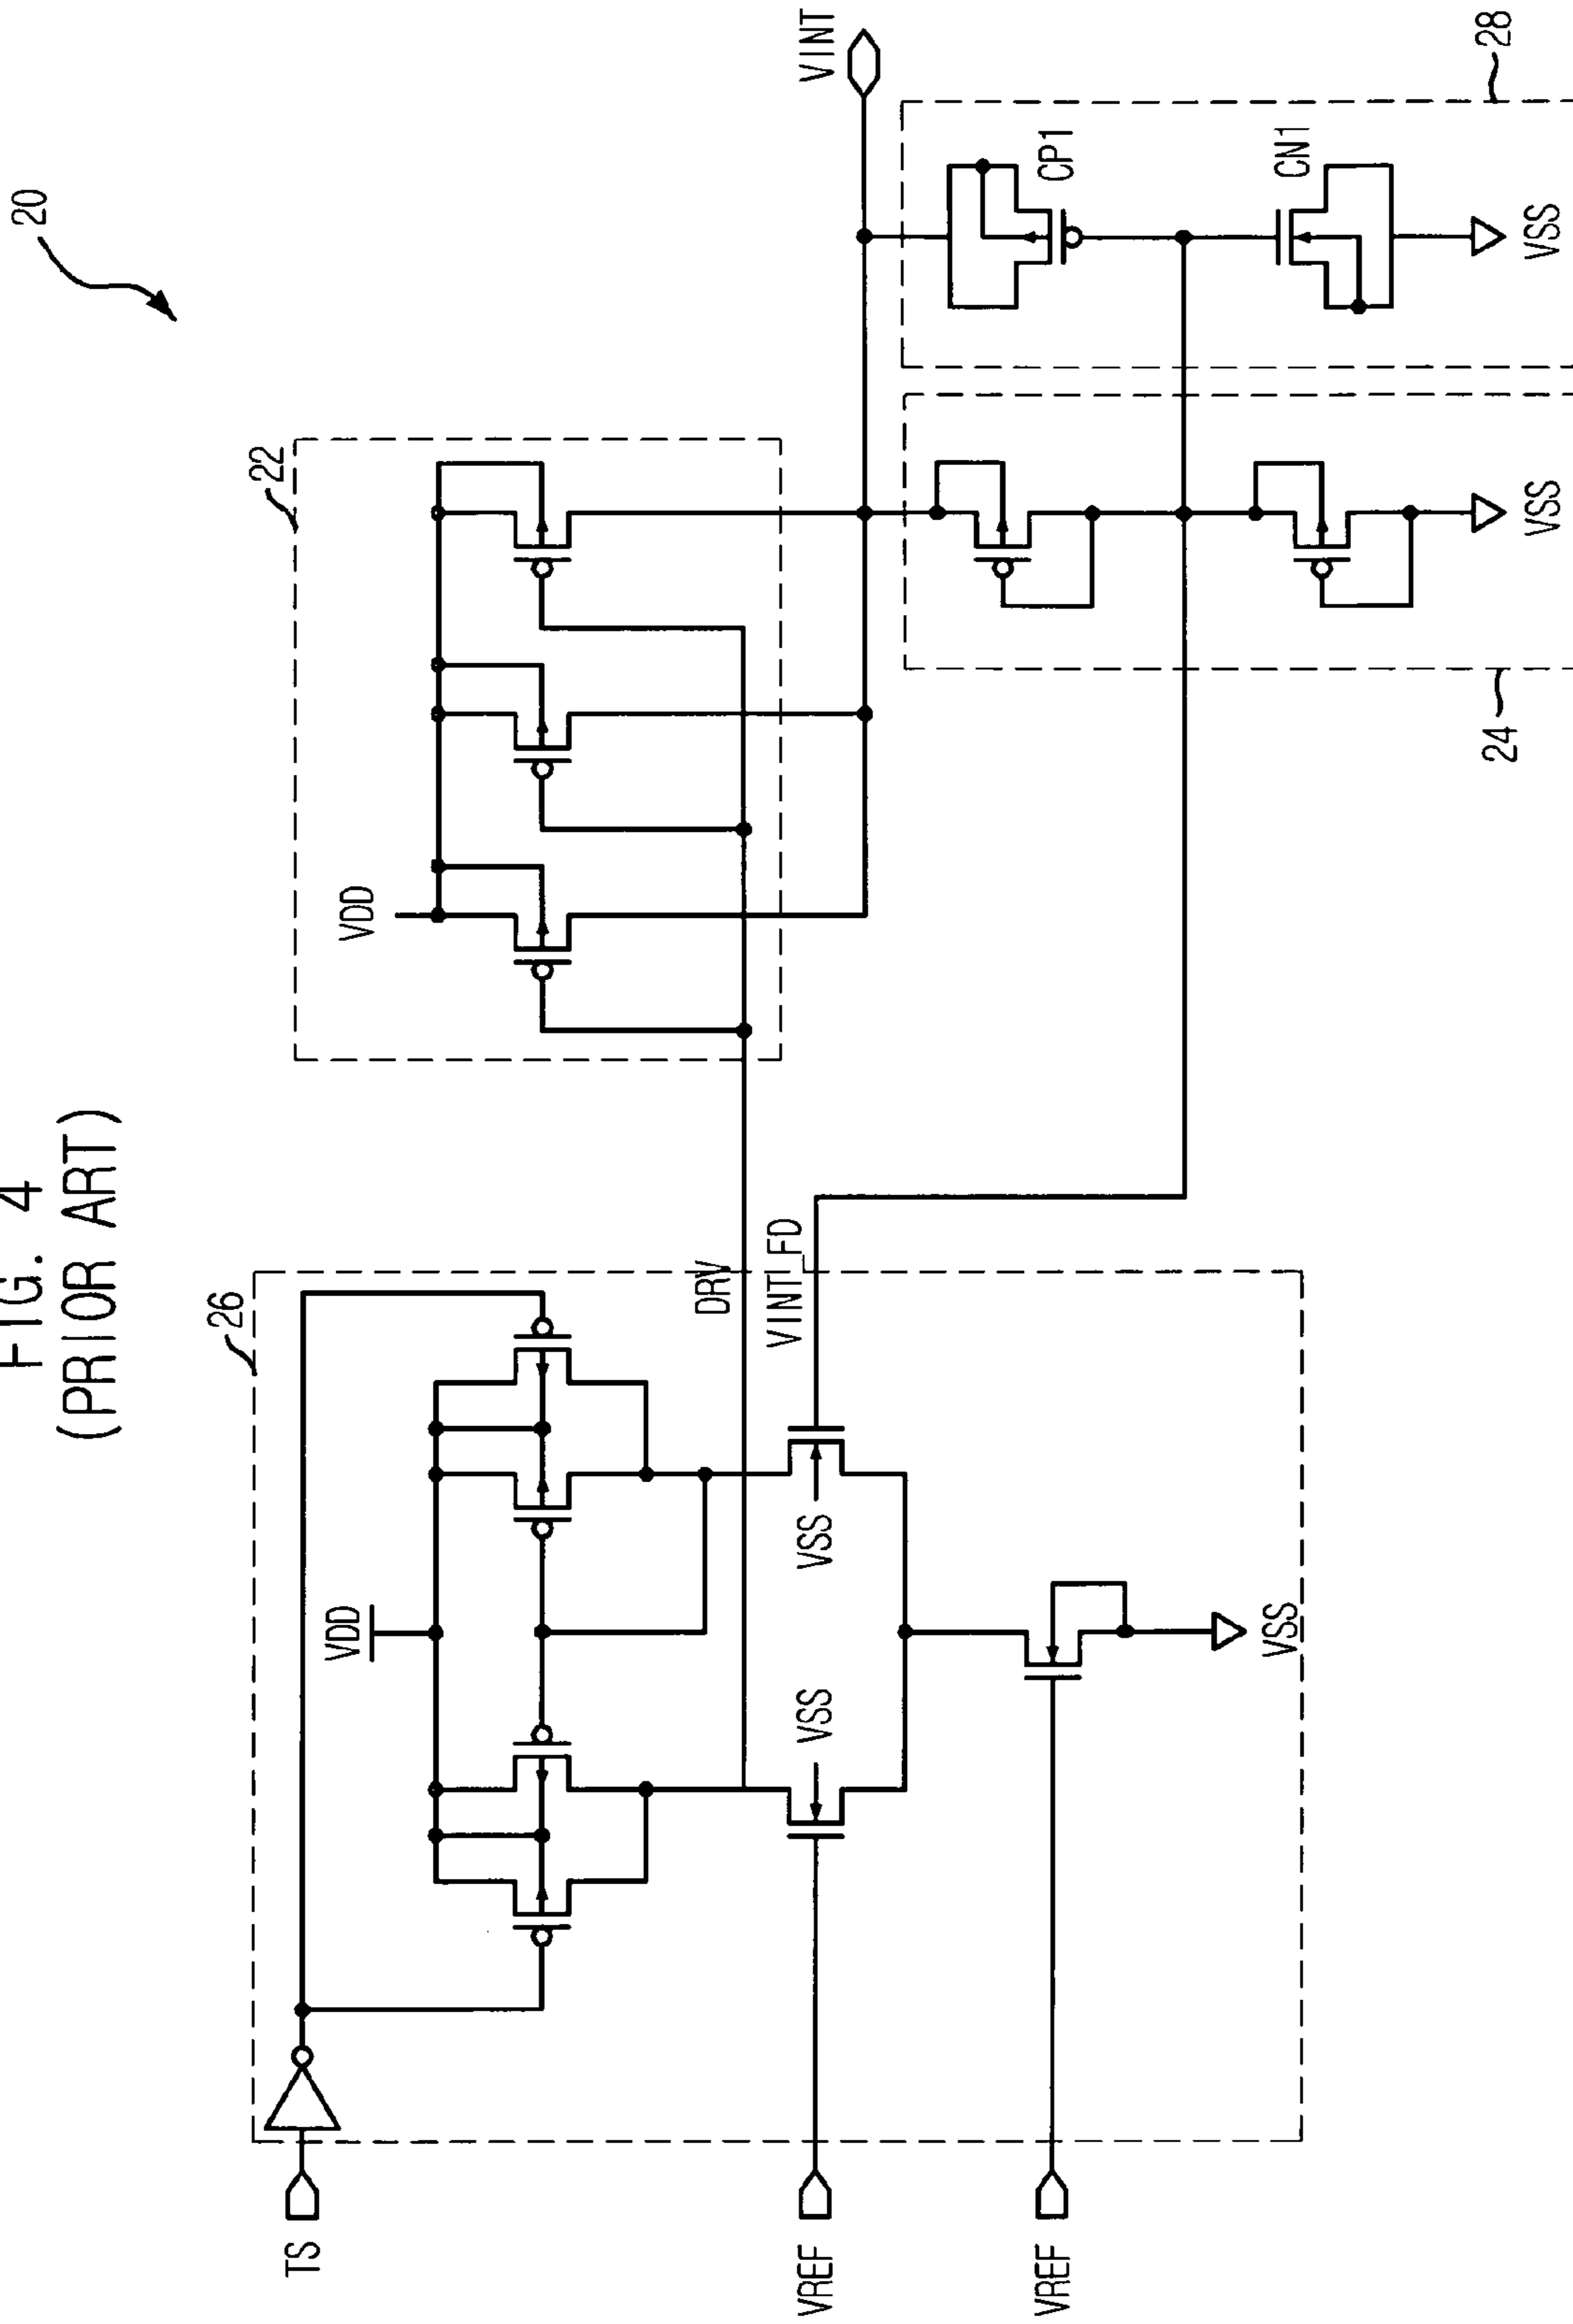 FIG. 4
(PRIOR ART)
20
26
TS
VDD
VREF
VSS
VSS
DRV
VINT_FD
VREF
VSS
22
VDD
VINT
24
VSS
28
CP1
CN1
VSS